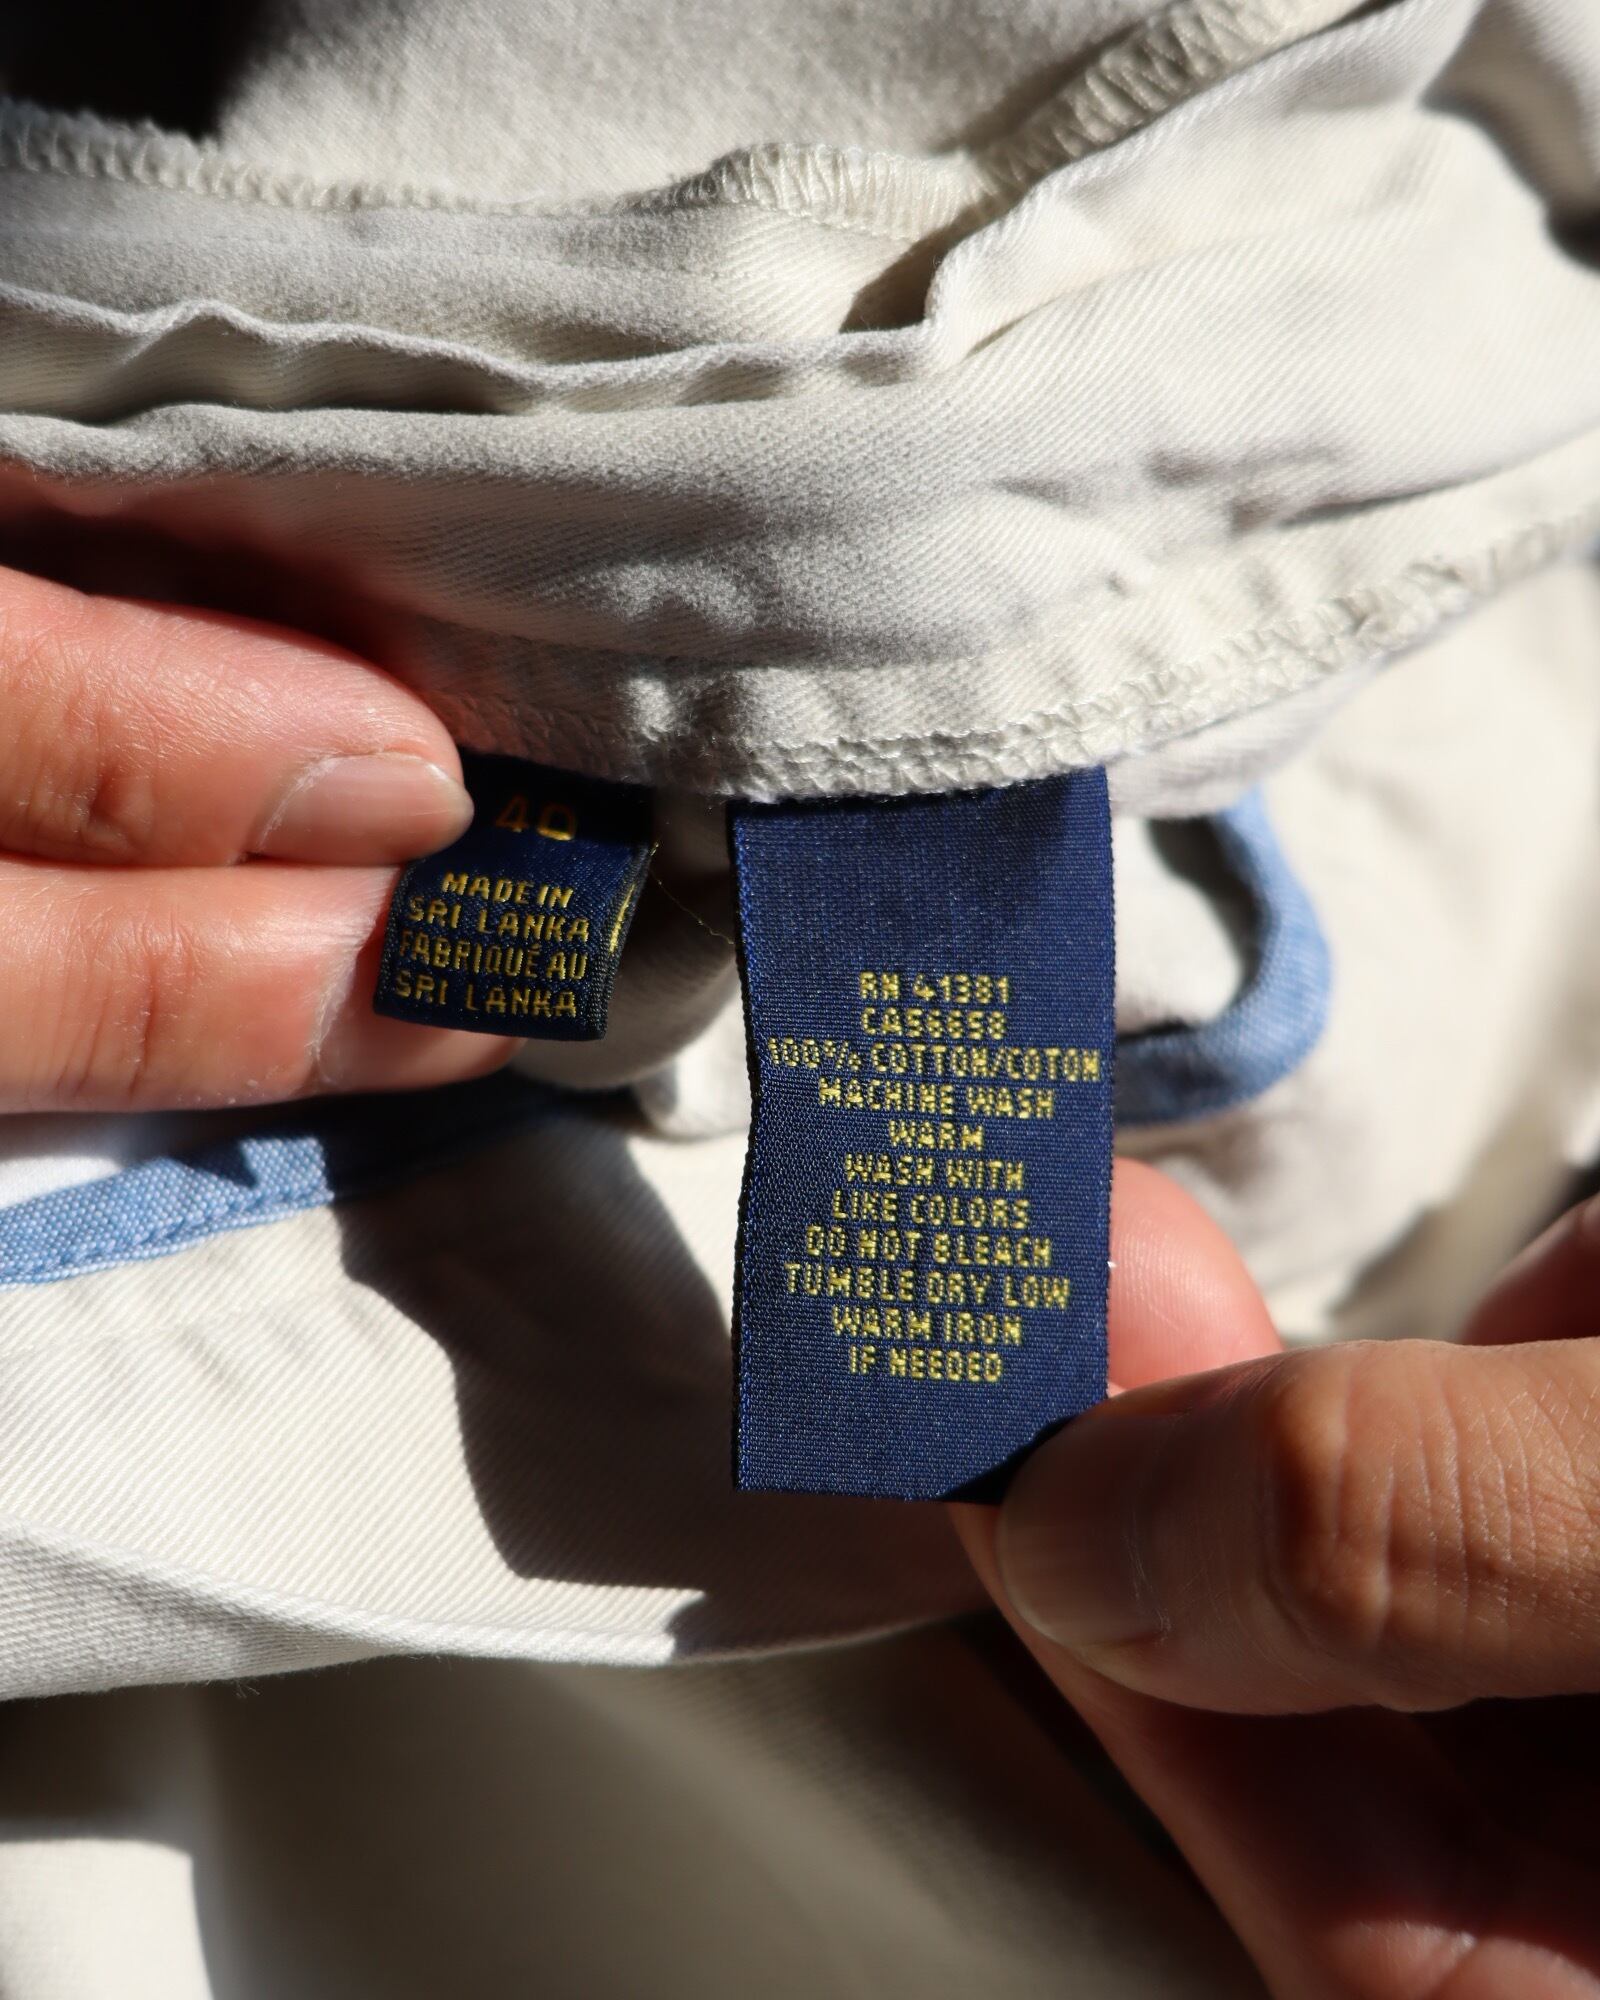 40
MADE IN
SRI LANKA
FABRIQUÉ AU
SRI LANKA
RN 41381
CA56658
100% COTTON/COTON
MACHINE WASH
WARM
WASH WITH
LIKE COLORS
DO NOT BLEACH
TUMBLE DRY LOW
WARM IRON
IF NEEDED